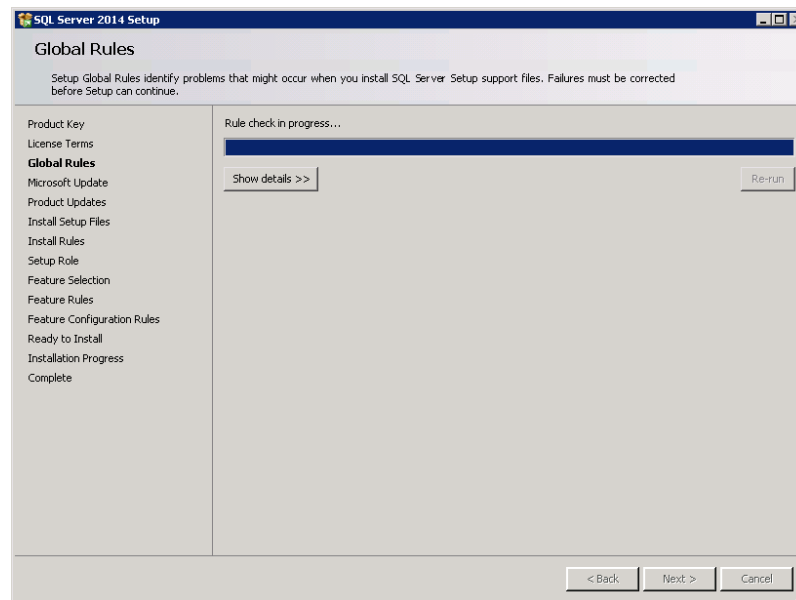 SQL Server 2014 Setup
Global Rules
Setup Global Rules identify problems that might occur when you install SQL Server Setup support files. Failures must be corrected
before Setup can continue.
Product Key
License Terms
Global Rules
Microsoft Update
Product Updates
Install Setup Files
Install Rules
Setup Role
Feature Selection
Feature Rules
Feature Configuration Rules
Ready to Install
Installation Progress
Complete
Rule check in progress...
Show details >>
Re-run
< Back
Next >
Cancel